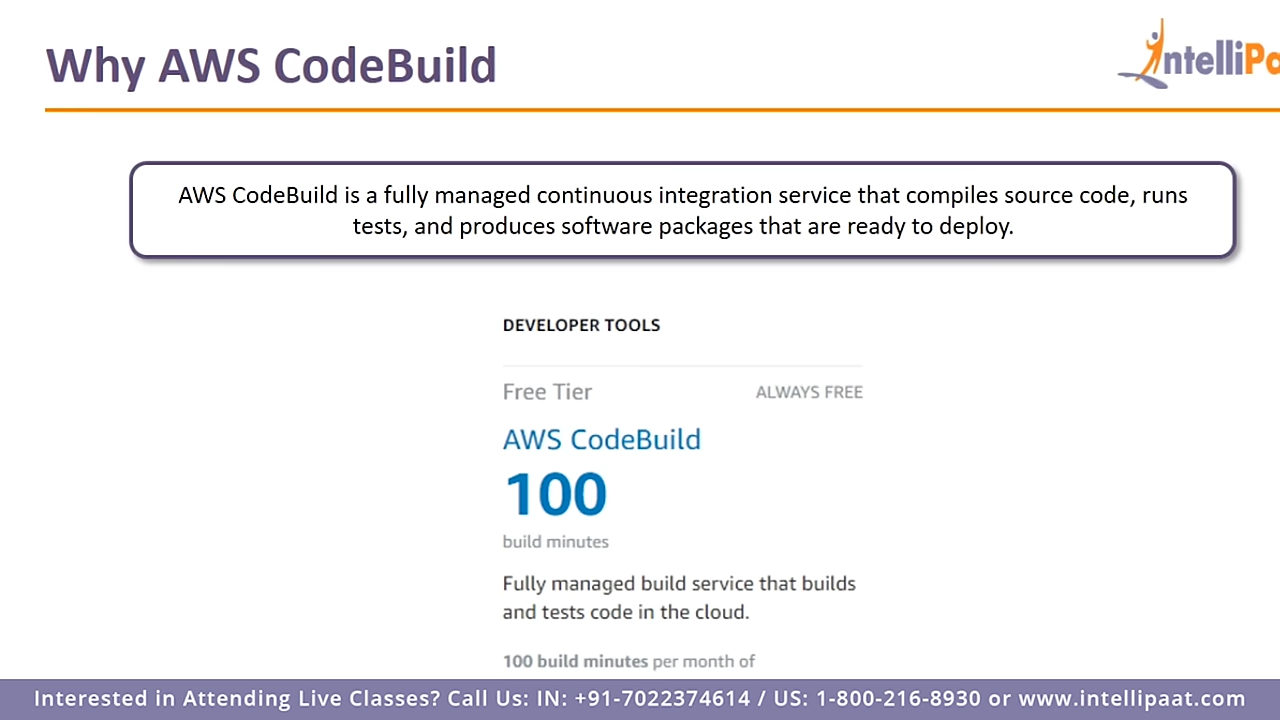 Why AWS CodeBuild
IntelliPa
AWS CodeBuild is a fully managed continuous integration service that compiles source code, runs
tests, and produces software packages that are ready to deploy.
DEVELOPER TOOLS
Free Tier ALWAYS FREE
AWS CodeBuild
100
build minutes
Fully managed build service that builds
and tests code in the cloud.
100 build minutes per month of
Interested in Attending Live Classes? Call Us: IN: +91-7022374614 / US: 1-800-216-8930 or www.intellipaat.com